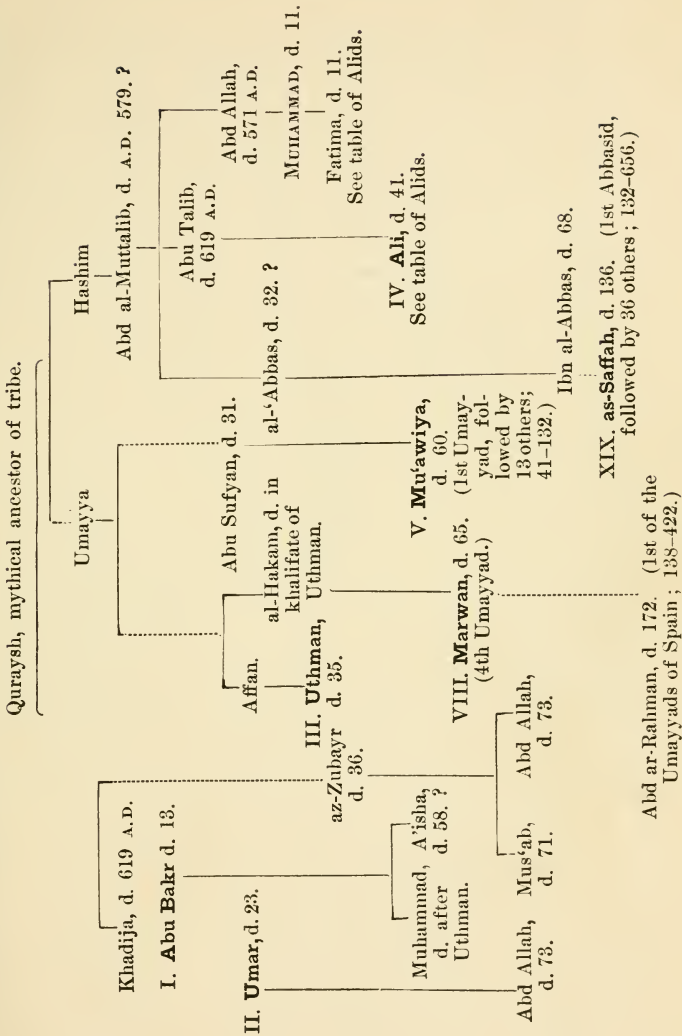 Quraysh, mythical ancestor of tribe.
Umayya
Hashim
Khadija, d. 619 A.D.
I. Abu Bakr d. 13.
II. Umar, d. 23.
Abd al-Muttalib, d. A.D. 579. ?
Affan.
al-Hakam, d. in
khalifate of
Uthman.
Abu Sufyan, d. 31.
al-‘Abbas, d. 32. ?
Abu Talib,
d. 619 A.D.
Abd Allah,
d. 571 A.D.
III. Uthman,
d. 35.
az-Zubayr
d. 36.
MUHAMMAD, d. 11.
Fatima, d. 11.
See table of Alids.
Muhammad,
d. after
Uthman.
A'isha,
d. 58. ?
VIII. Marwan, d. 65.
(4th Umayyad.)
V. Mu‘awiya,
d. 60.
(1st Umay-
yad, fol-
lowed by
13 others;
41–132.)
IV. Ali, d. 41.
See table of Alids.
Abd Allah,
d. 73.
Mus‘ab,
d. 71.
Abd Allah,
d. 73.
Ibn al-Abbas, d. 68.
Abd ar-Rahman, d. 172. (1st of the
Umayyads of Spain; 138–422.)
XIX. as-Saffah, d. 136. (1st Abbasid,
followed by 36 others; 132–656.)